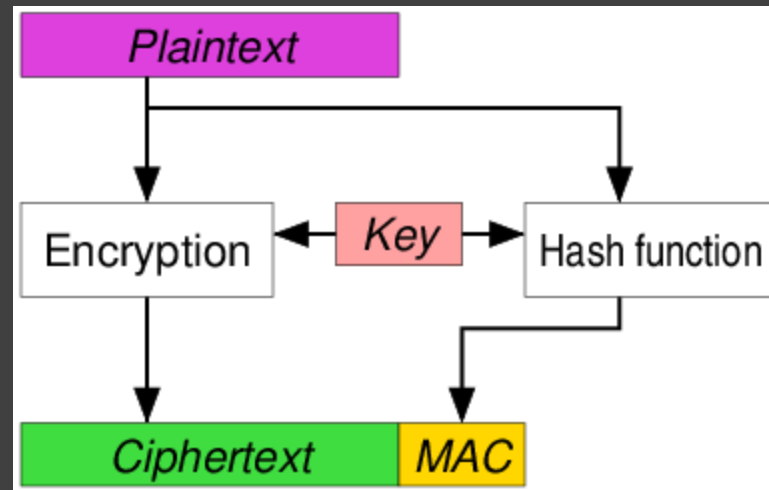 Plaintext
Encryption
Key
Hash function
Ciphertext
MAC